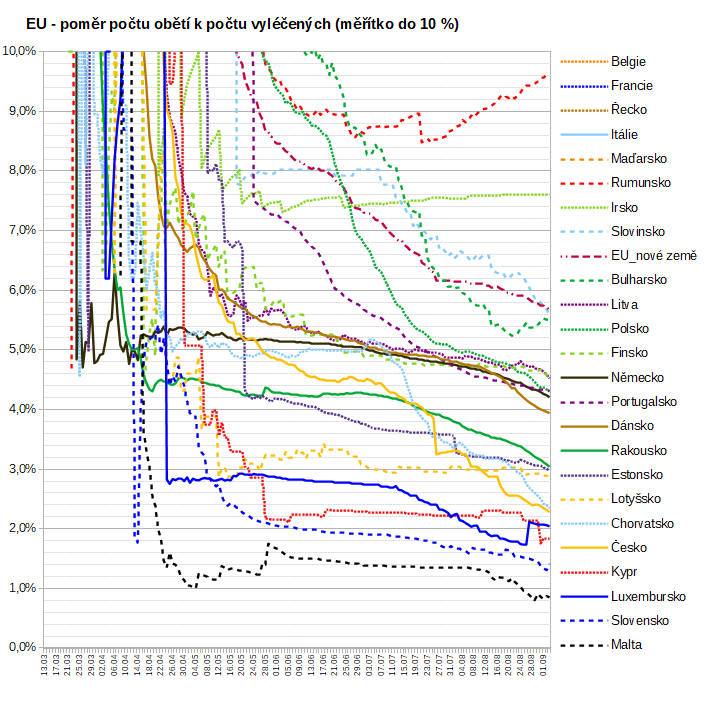 EU - poměr počtu obětí k počtu vyléčených (měřítko do 10 %)
10,0%
9,0%
8,0%
7,0%
6,0%
5,0%
4,0%
3,0%
2,0%
1,0%
0,0%
13.03
17.03
21.03
25.03
29.03
02.04
06.04
10.04
14.04
18.04
22.04
26.04
30.04
04.05
08.05
12.05
16.05
20.05
24.05
28.05
01.06
05.06
09.06
13.06
17.06
21.06
25.06
29.06
03.07
07.07
11.07
15.07
19.07
23.07
27.07
31.07
04.08
08.08
12.08
16.08
20.08
24.08
28.08
01.09
Belgie
Francie
Řecko
Itálie
Maďarsko
Rumunsko
Irsko
Slovinsko
EU_nové země
Bulharsko
Litva
Polsko
Finsko
Německo
Portugalsko
Dánsko
Rakousko
Estonsko
Lotyšsko
Chorvatsko
Česko
Kypr
Luxembursko
Slovensko
Malta